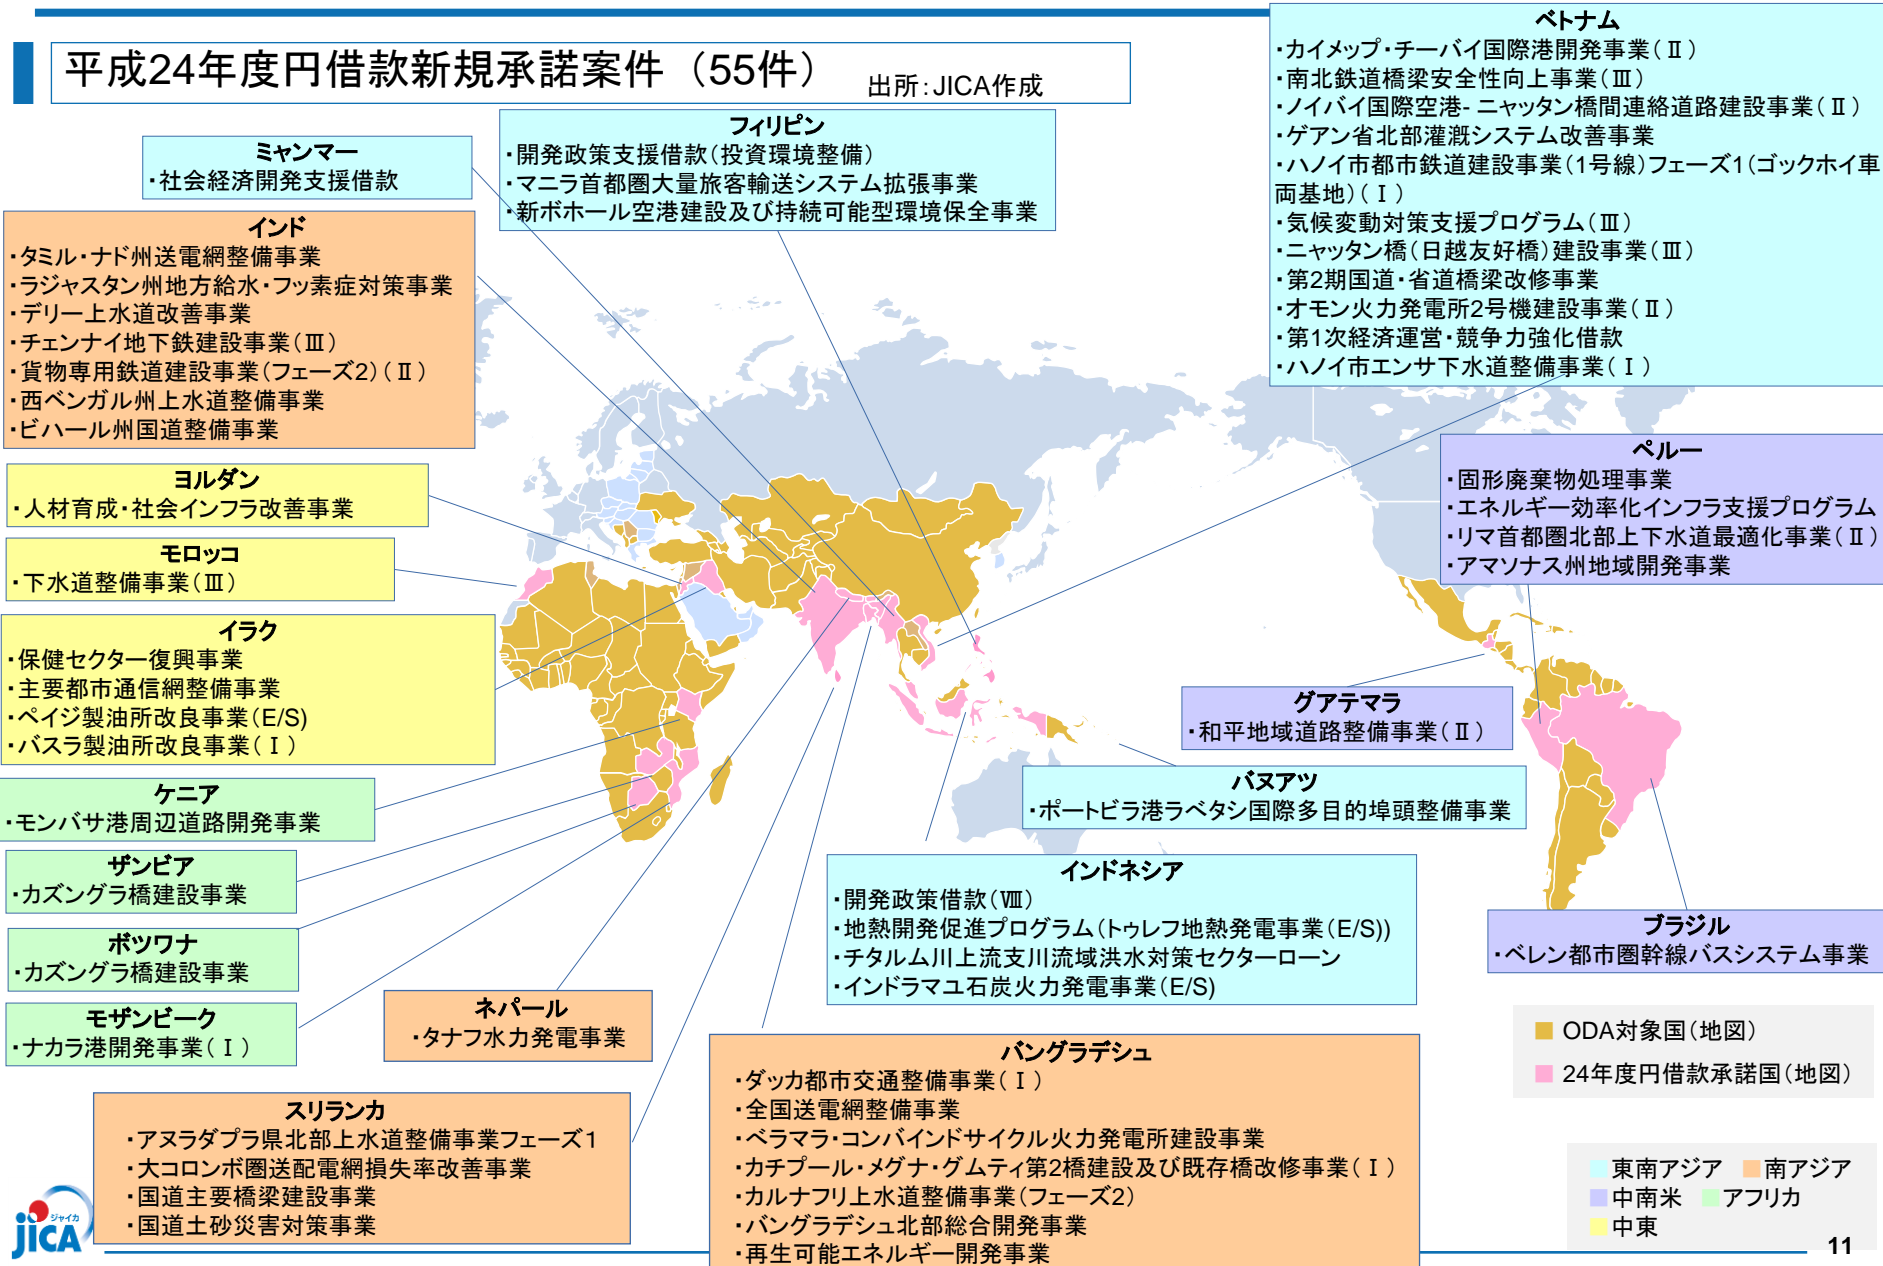 平成24年度円借款新規承諾案件（55件） 出所：JICA作成
ベトナム
・カイメップ・チーバイ国際港開発事業（Ⅱ）
・南北鉄道橋梁安全性向上事業（Ⅲ）
・ノイバイ国際空港- ニャッタン橋間連絡道路建設事業（Ⅱ）
・ゲアン省北部灌漑システム改善事業
・ハノイ市都市鉄道建設事業（1号線）フェーズ1（ゴックホイ車
両基地）（Ⅰ）
・気候変動対策支援プログラム（Ⅲ）
・ニャッタン橋（日越友好橋）建設事業（Ⅲ）
・第2期国道・省道橋梁改修事業
・オモン火力発電所2号機建設事業（Ⅱ）
・第1次経済運営・競争力強化借款
・ハノイ市エンサ下水道整備事業（Ⅰ）
フィリピン
・開発政策支援借款（投資環境整備）
・マニラ首都圏大量旅客輸送システム拡張事業
・新ボホール空港建設及び持続可能型環境保全事業
ミャンマー
・社会経済開発支援借款
インド
・タミル・ナド州送電網整備事業
・ラジャスタン州地方給水・フッ素症対策事業
・デリー上水道改善事業
・チェンナイ地下鉄建設事業（Ⅲ）
・貨物専用鉄道建設事業（フェーズ2）（Ⅱ）
・西ベンガル州上水道整備事業
・ビハール州国道整備事業
ヨルダン
・人材育成・社会インフラ改善事業
モロッコ
・下水道整備事業（Ⅲ）
イラク
・保健セクター復興事業
・主要都市通信網整備事業
・ベイジ製油所改良事業（E/S)
・バスラ製油所改良事業（Ⅰ）
ケニア
・モンバサ港周辺道路開発事業
ザンビア
・カズングラ橋建設事業
ボツワナ
・カズングラ橋建設事業
モザンビーク
・ナカラ港開発事業（Ⅰ）
ネパール
・タナフ水力発電事業
スリランカ
・アヌラダプラ県北部上水道整備事業フェーズ１
・大コロンボ圏送配電網損失率改善事業
・国道主要橋梁建設事業
・国道土砂災害対策事業
バングラデシュ
・ダッカ都市交通整備事業（Ⅰ）
・全国送電網整備事業
・ベラマラ・コンバインドサイクル火力発電所建設事業
・カチプール・メグナ・グムティ第2橋建設及び既存橋改修事業（Ⅰ）
・カルナフリ上水道整備事業（フェーズ2）
・バングラデシュ北部総合開発事業
・再生可能エネルギー開発事業
インドネシア
・開発政策借款（Ⅷ）
・地熱開発促進プログラム（トゥレフ地熱発電事業（E/S))
・チタルム川上流支川流域洪水対策セクターローン
・インドラマユ石炭火力発電事業（E/S)
バヌアツ
・ポートビラ港ラペタシ国際多目的埠頭整備事業
グアテマラ
・和平地域道路整備事業（Ⅱ）
ペルー
・固形廃棄物処理事業
・エネルギー効率化インフラ支援プログラム
・リマ首都圏北部上下水道最適化事業（Ⅱ）
・アマソナス州地域開発事業
ブラジル
・ベレン都市圏幹線バスシステム事業
ODA対象国（地図）
24年度円借款承諾国（地図）
東南アジア 南アジア
中南米 アフリカ
中東
ジャイカ
JICA
11